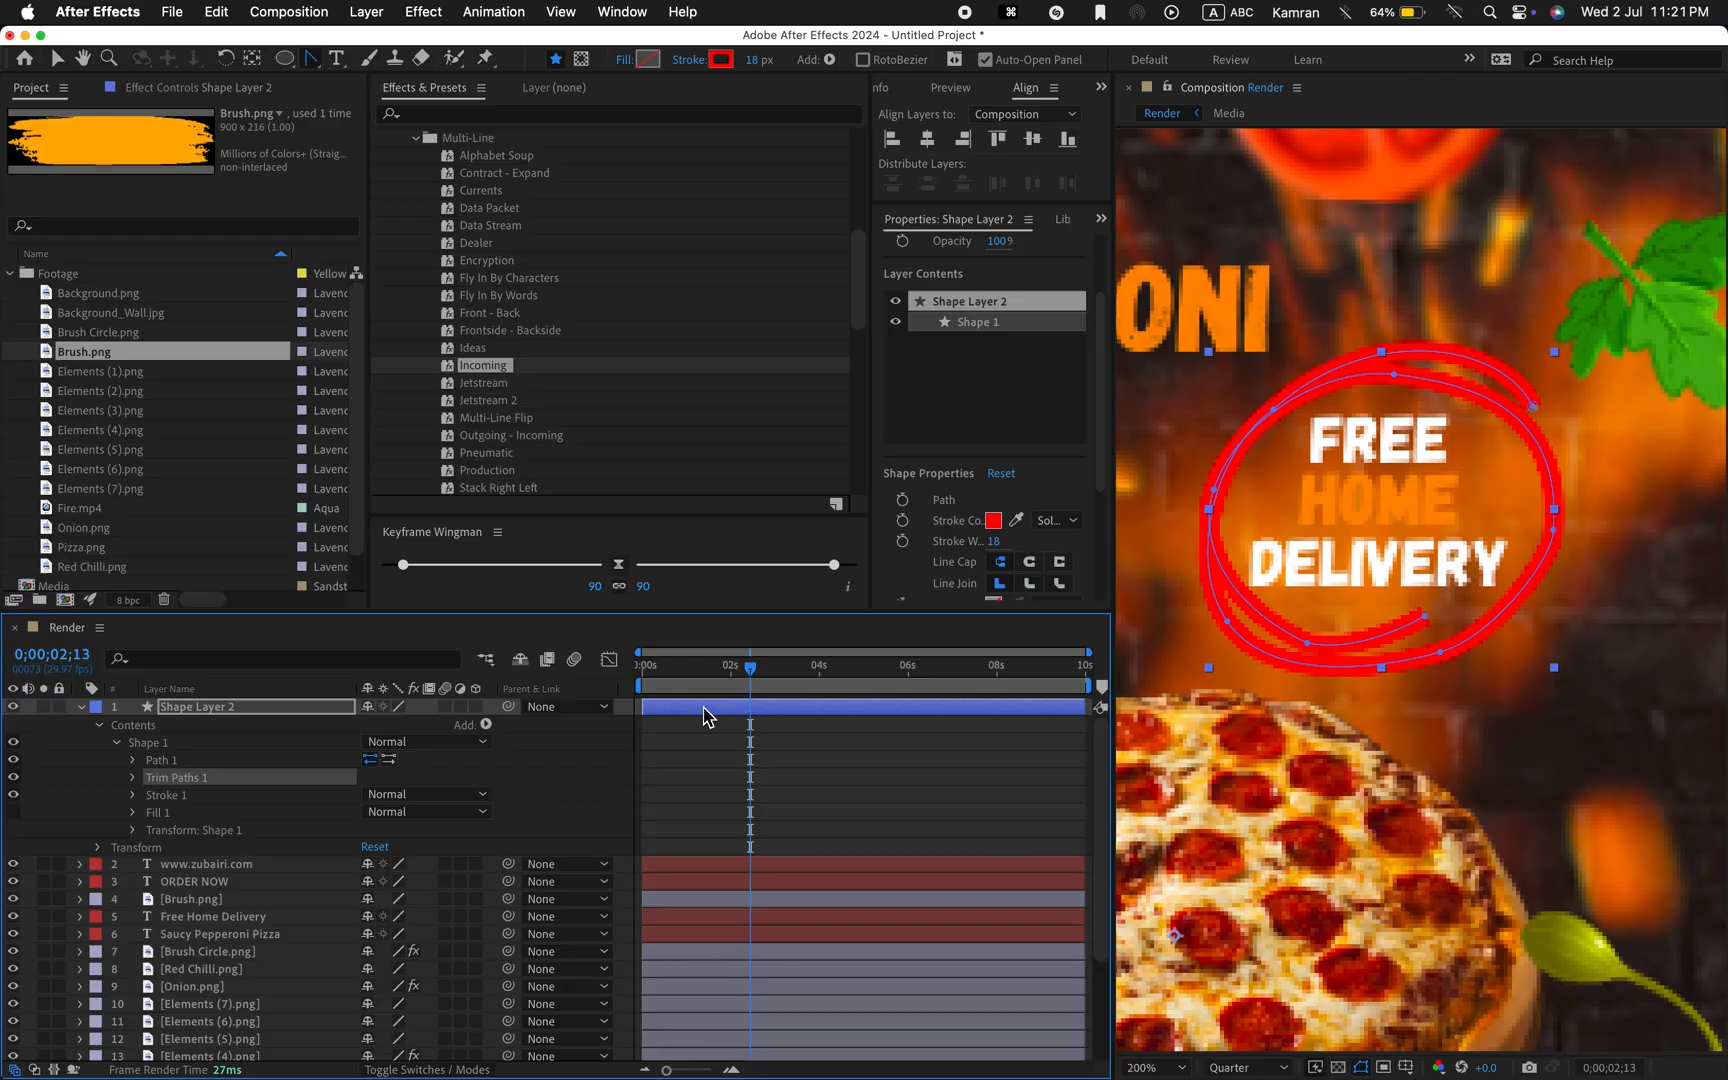 After Effects File Edit Composition Layer Effect Animation View Window Help A ABC Kamran 64% Wed 2 Jul 11:21 PM
Adobe After Effects 2024 - Untitled Project *
Fill: Stroke: 18 px Add: RotoBezier Auto-Open Panel Default Review Learn Search Help
Project Effect Controls Shape Layer 2
Brush.png , used 1 time
900 x 216 (1.00)
Millions of Colors+ (Straig...
non-interlaced
Name
Footage Yellow
Background.png Lavenc
Background_Wall.jpg Lavenc
Brush Circle.png Lavenc
Brush.png Lavenc
Elements (1).png Lavenc
Elements (2).png Lavenc
Elements (3).png Lavenc
Elements (4).png Lavenc
Elements (5).png Lavenc
Elements (6).png Lavenc
Elements (7).png Lavenc
Fire.mp4 Aqua
Onion.png Lavenc
Pizza.png Lavenc
Red Chilli.png Lavenc
Media Sandst
8 bpc
Effects & Presets Layer (none)
Multi-Line
Alphabet Soup
Contract - Expand
Currents
Data Packet
Data Stream
Dealer
Encryption
Fly In By Characters
Fly In By Words
Front - Back
Frontside - Backside
Ideas
Incoming
Jetstream
Jetstream 2
Multi-Line Flip
Outgoing - Incoming
Pneumatic
Production
Stack Right Left
Keyframe Wingman
90 90 i
nfo Preview Align
Align Layers to: Composition
Distribute Layers:
Properties: Shape Layer 2 Lib
Opacity 100%
Layer Contents
Shape Layer 2
Shape 1
Shape Properties Reset
Path
Stroke Co.. Sol...
Stroke W... 18
Line Cap
Line Join
Composition Render
Render Media
ONI
FREE
HOME
DELIVERY
200% Quarter +0.0 0;00;02;13
Render
0;00;02;13
00073 (29.97 fps)
0:00s 02s 04s 06s 08s 10s
# Layer Name fx Parent & Link
1 Shape Layer 2 None
Contents Add:
Shape 1 Normal
Path 1
Trim Paths 1
Stroke 1 Normal
Fill 1 Normal
Transform: Shape 1
Transform Reset
2 T www.zubairi.com None
3 T ORDER NOW None
4 [Brush.png] None
5 T Free Home Delivery None
6 T Saucy Pepperoni Pizza None
7 [Brush Circle.png] fx None
8 [Red Chilli.png] None
9 [Onion.png] fx None
10 [Elements (7).png] None
11 [Elements (6).png] None
12 [Elements (5).png] None
13 [Elements (4).png] fx None
Frame Render Time 27ms Toggle Switches / Modes